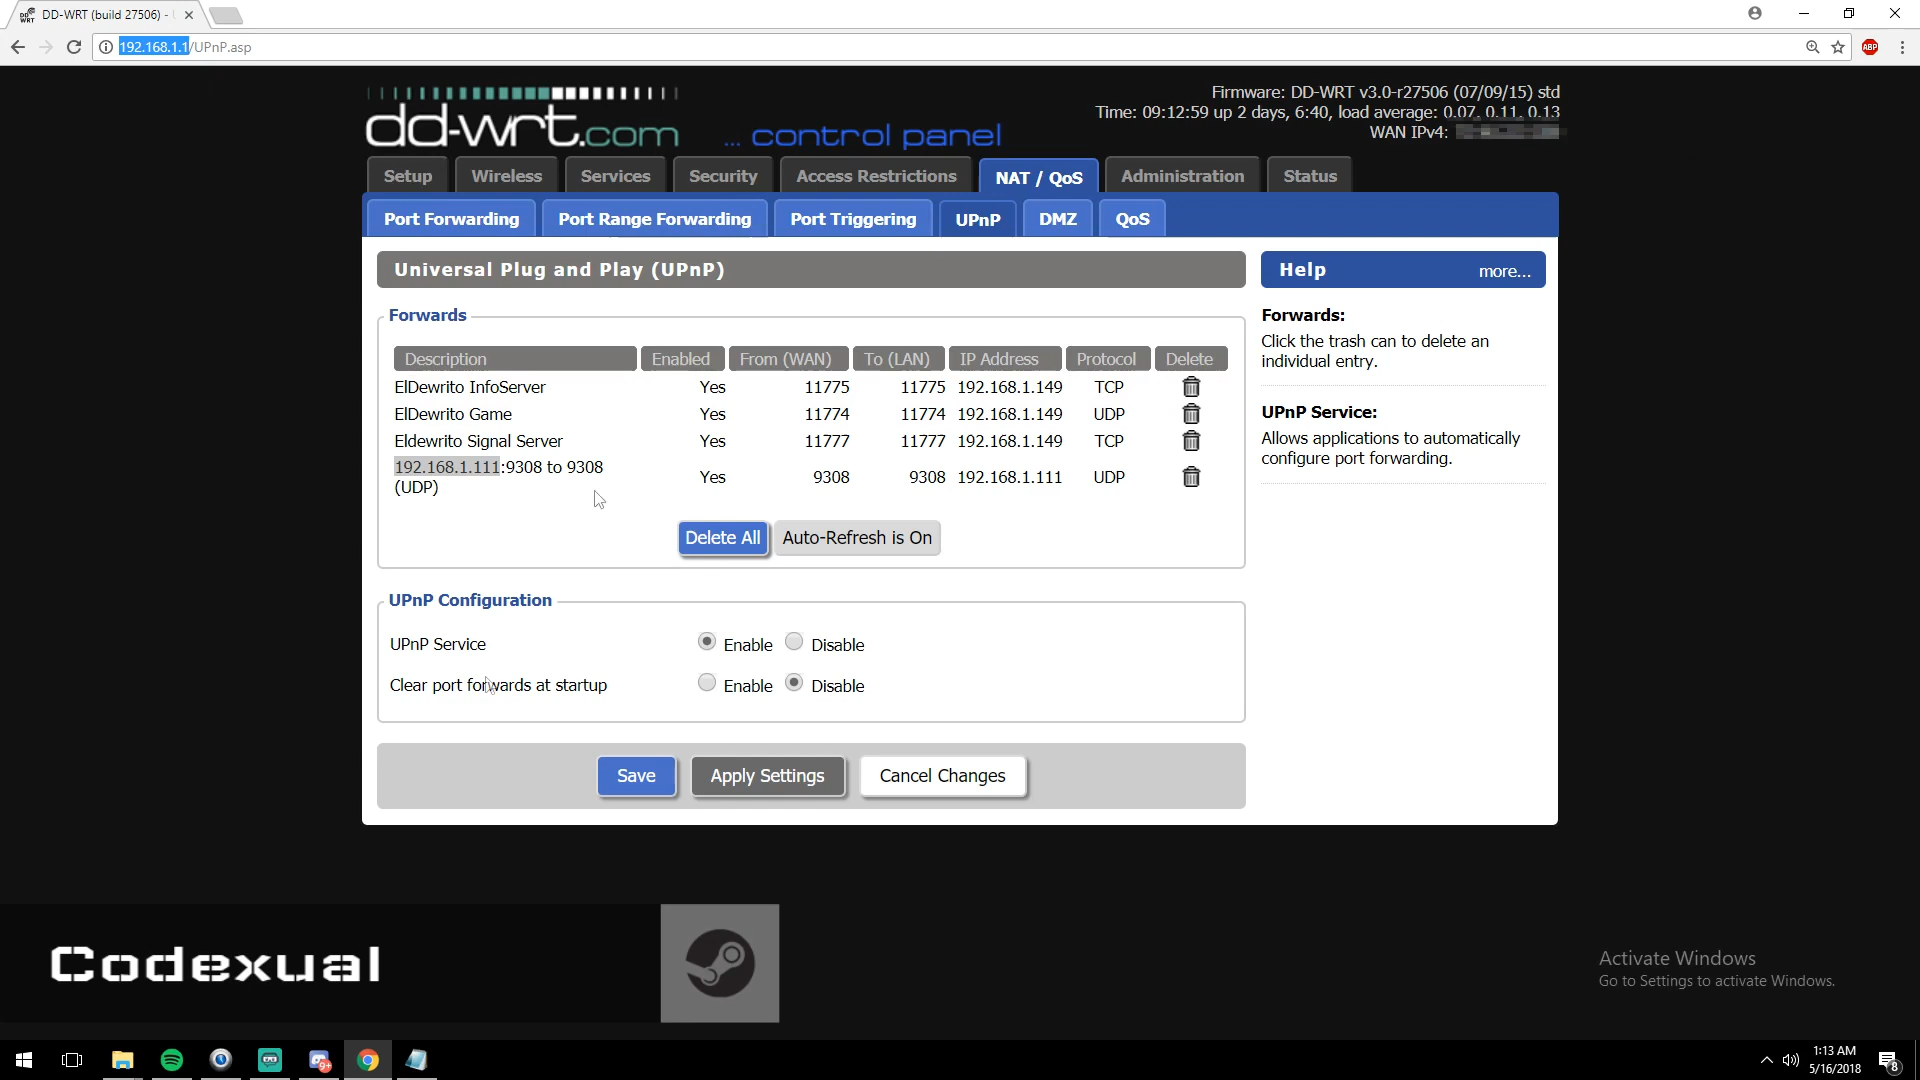 DD-WRT (build 27506) -
192.168.1.1/UPnP.asp
ABP
dd-wrt.com ... control panel
Firmware: DD-WRT v3.0-r27506 (07/09/15) std
Time: 09:12:59 up 2 days, 6:40, load average: 0.07, 0.11, 0.13
WAN IPv4:
Setup Wireless Services Security Access Restrictions NAT / QoS Administration Status
Port Forwarding Port Range Forwarding Port Triggering UPnP DMZ QoS
Universal Plug and Play (UPnP)
Forwards
Description Enabled From (WAN) To (LAN) IP Address Protocol Delete
ElDewrito InfoServer Yes 11775 11775 192.168.1.149 TCP
ElDewrito Game Yes 11774 11774 192.168.1.149 UDP
Eldewrito Signal Server Yes 11777 11777 192.168.1.149 TCP
192.168.1.111:9308 to 9308
(UDP) Yes 9308 9308 192.168.1.111 UDP
Delete All Auto-Refresh is On
UPnP Configuration
UPnP Service Enable Disable
Clear port forwards at startup Enable Disable
Save Apply Settings Cancel Changes
Help more...
Forwards:
Click the trash can to delete an
individual entry.
UPnP Service:
Allows applications to automatically
configure port forwarding.
Codexual
Activate Windows
Go to Settings to activate Windows.
9+
1:13 AM
5/16/2018
8